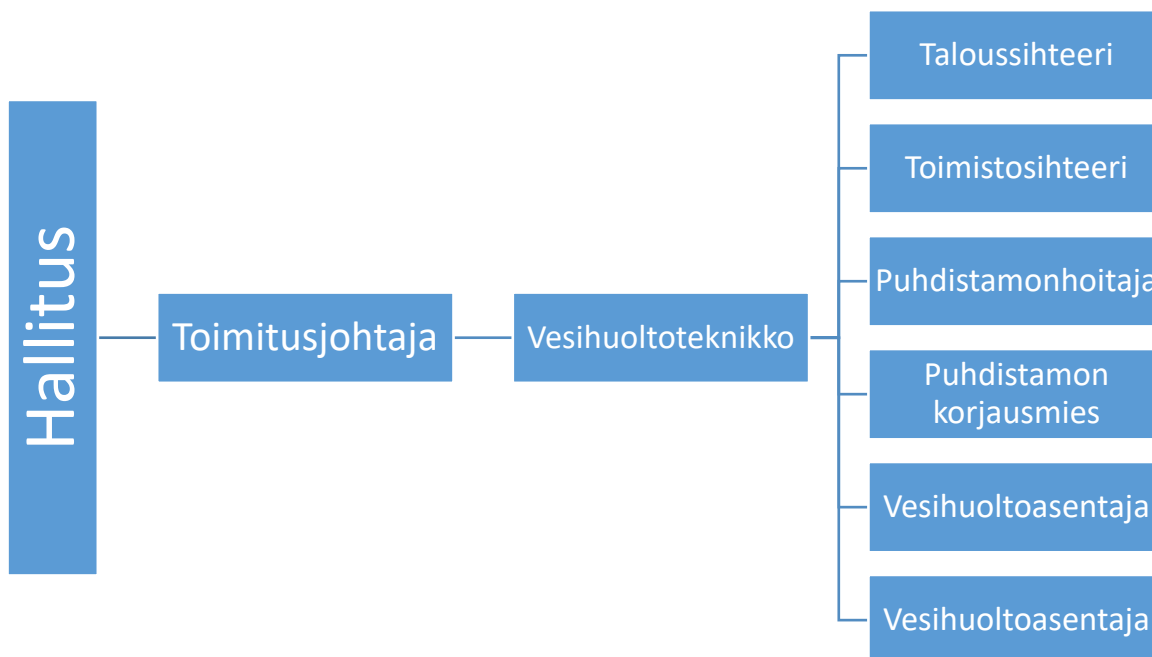 Hallitus
Toimitusjohtaja
Vesihuoltoteknikko
Taloussihteeri
Toimistosihteeri
Puhdistamonhoitaja
Puhdistamon
korjausmies
Vesihuoltoasentaja
Vesihuoltoasentaja